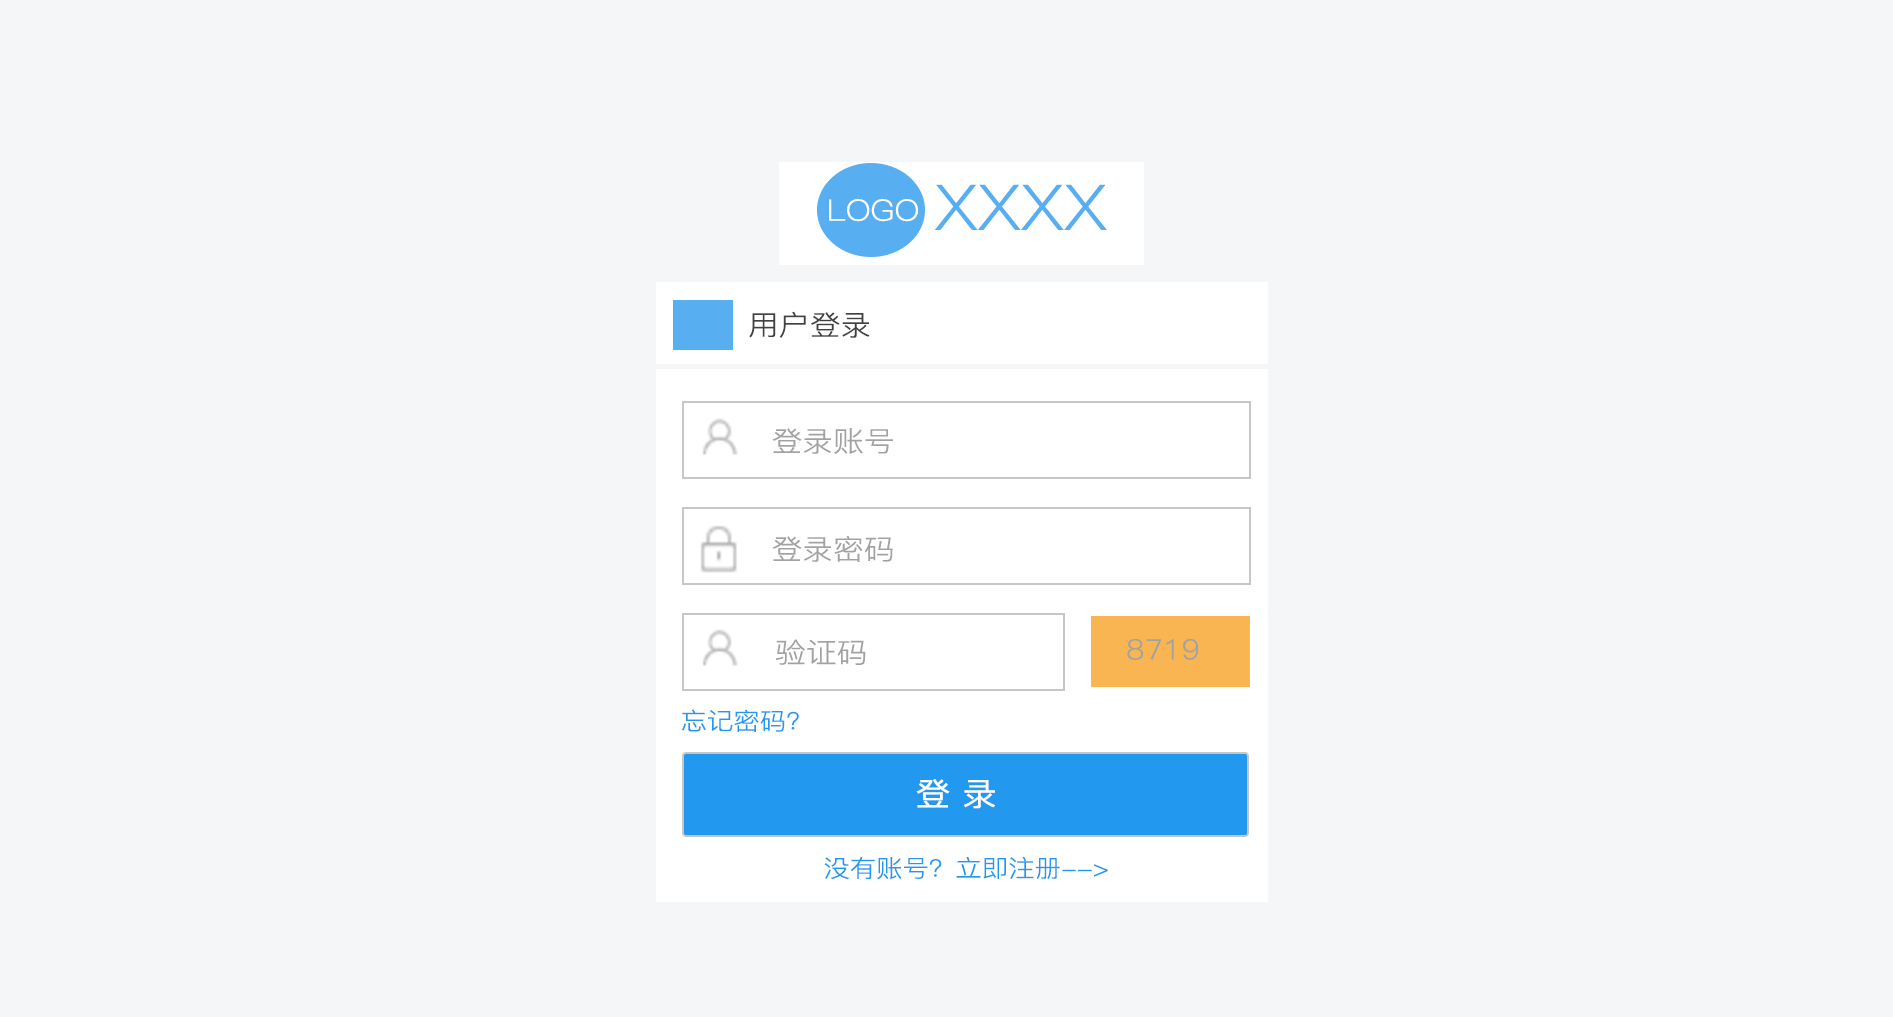 LOGO XXXX
用户登录
登录账号
登录密码
验证码 8719
忘记密码?
登 录
没有账号? 立即注册-->